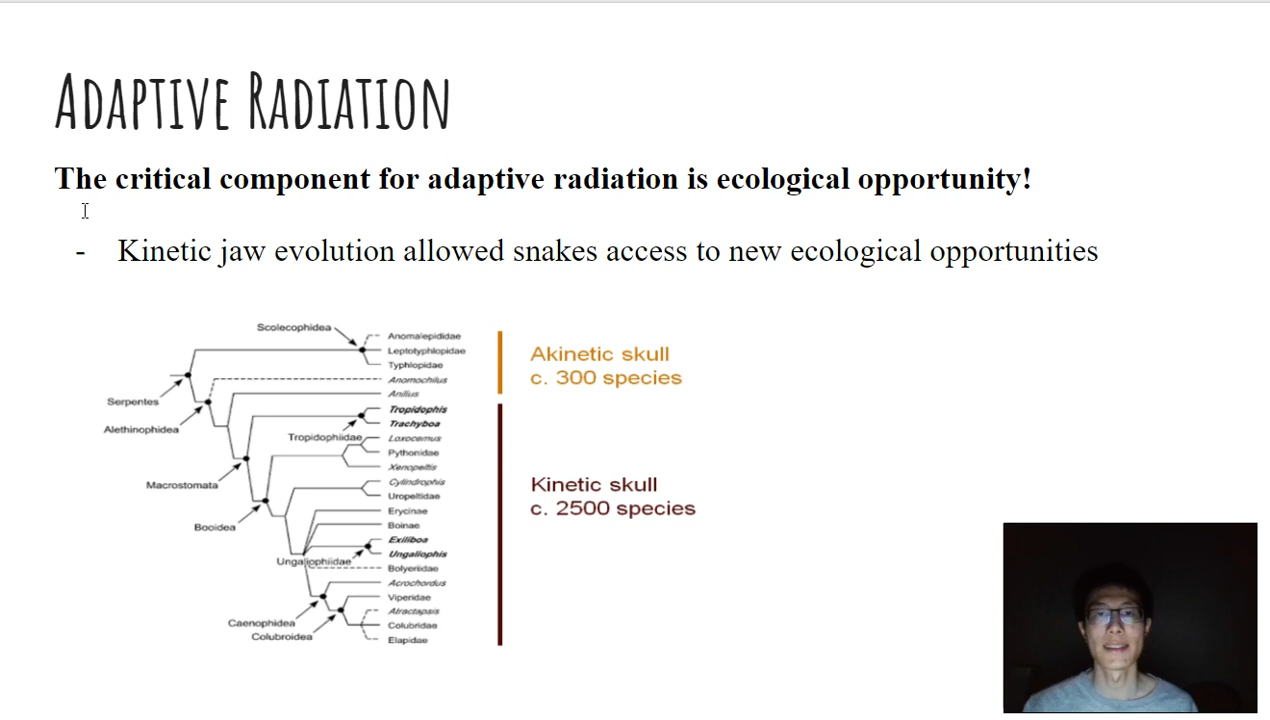 ADAPTIVE RADIATION
The critical component for adaptive radiation is ecological opportunity!
- Kinetic jaw evolution allowed snakes access to new ecological opportunities
Scolecophidea
Anomalepididae
Leptotyphlopidae
Typhlopidae
Anomochilus
Anilius
Serpentes
Tropidophis
Alethinophidea
Trachyboa
Tropidophiidae
Loxocemus
Pythonidae
Xenopeltis
Macrostomata
Cylindrophis
Uropeltidae
Erycinae
Booidea
Boinae
Exiliboa
Ungaliophis
Ungaliophiidae
Bolyeriidae
Acrochordus
Viperidae
Atractapsis
Caenophidea
Colubridae
Colubroidea
Elapidae
Akinetic skull
c. 300 species
Kinetic skull
c. 2500 species